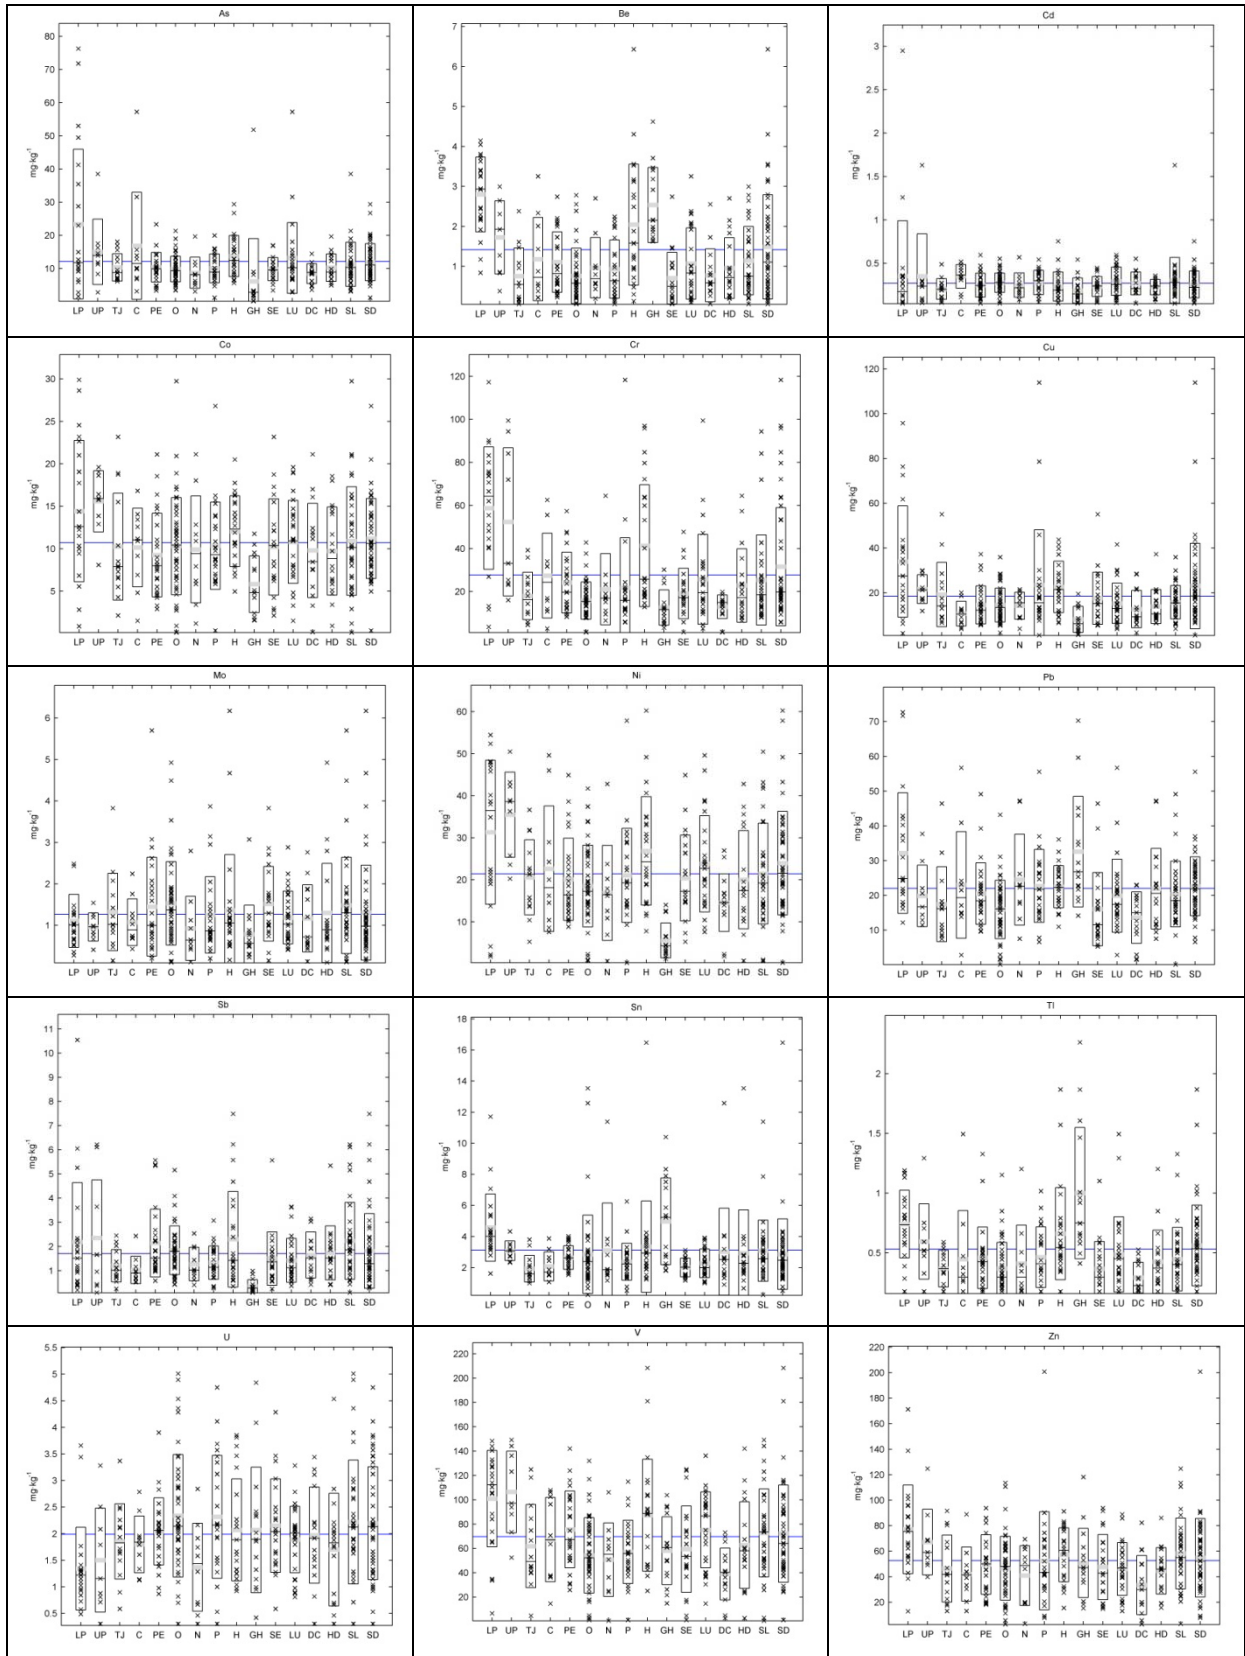 As
80
70
60
50
40
30
20
10
mg·kg⁻¹
LP UP TJ C PE O N P H GH SE LU DC HD SL SD
Be
7
6
5
4
3
2
1
mg·kg⁻¹
LP UP TJ C PE O N P H GH SE LU DC HD SL SD
Cd
3
2.5
2
1.5
1
0.5
mg·kg⁻¹
LP UP TJ C PE O N P H GH SE LU DC HD SL SD
Co
30
25
20
15
10
5
mg·kg⁻¹
LP UP TJ C PE O N P H GH SE LU DC HD SL SD
Cr
120
100
80
60
40
20
mg·kg⁻¹
LP UP TJ C PE O N P H GH SE LU DC HD SL SD
Cu
120
100
80
60
40
20
mg·kg⁻¹
LP UP TJ C PE O N P H GH SE LU DC HD SL SD
Mo
6
5
4
3
2
1
mg·kg⁻¹
LP UP TJ C PE O N P H GH SE LU DC HD SL SD
Ni
60
50
40
30
20
10
mg·kg⁻¹
LP UP TJ C PE O N P H GH SE LU DC HD SL SD
Pb
70
60
50
40
30
20
10
mg·kg⁻¹
LP UP TJ C PE O N P H GH SE LU DC HD SL SD
Sb
11
10
9
8
7
6
5
4
3
2
1
mg·kg⁻¹
LP UP TJ C PE O N P H GH SE LU DC HD SL SD
Sn
18
16
14
12
10
8
6
4
2
mg·kg⁻¹
LP UP TJ C PE O N P H GH SE LU DC HD SL SD
Tl
2
1.5
1
0.5
mg·kg⁻¹
LP UP TJ C PE O N P H GH SE LU DC HD SL SD
U
5.5
5
4.5
4
3.5
3
2.5
2
1.5
1
0.5
mg·kg⁻¹
LP UP TJ C PE O N P H GH SE LU DC HD SL SD
V
220
200
180
160
140
120
100
80
60
40
20
mg·kg⁻¹
LP UP TJ C PE O N P H GH SE LU DC HD SL SD
Zn
220
200
180
160
140
120
100
80
60
40
20
mg·kg⁻¹
LP UP TJ C PE O N P H GH SE LU DC HD SL SD